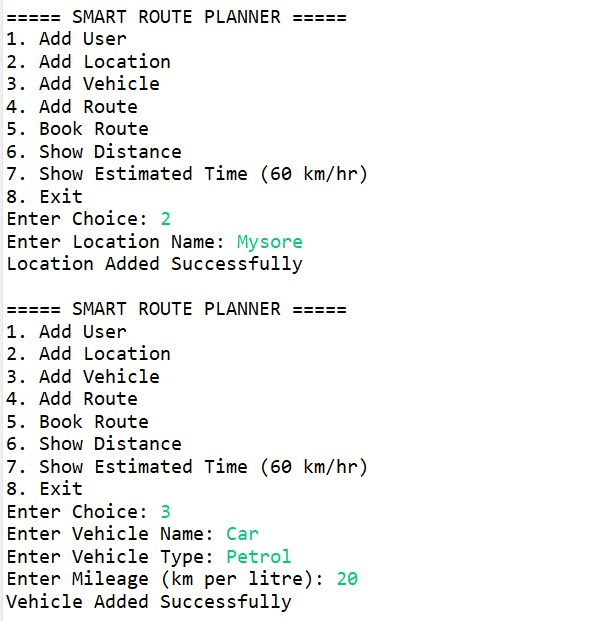 ===== SMART ROUTE PLANNER =====
1. Add User
2. Add Location
3. Add Vehicle
4. Add Route
5. Book Route
6. Show Distance
7. Show Estimated Time (60 km/hr)
8. Exit
Enter Choice: 2
Enter Location Name: Mysore
Location Added Successfully

===== SMART ROUTE PLANNER =====
1. Add User
2. Add Location
3. Add Vehicle
4. Add Route
5. Book Route
6. Show Distance
7. Show Estimated Time (60 km/hr)
8. Exit
Enter Choice: 3
Enter Vehicle Name: Car
Enter Vehicle Type: Petrol
Enter Mileage (km per litre): 20
Vehicle Added Successfully